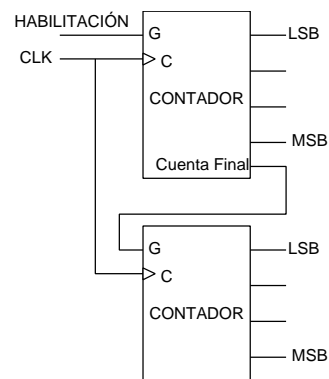 HABILITACIÓN
G
LSB
CLK
C
CONTADOR
MSB
Cuenta Final
G
LSB
C
CONTADOR
MSB